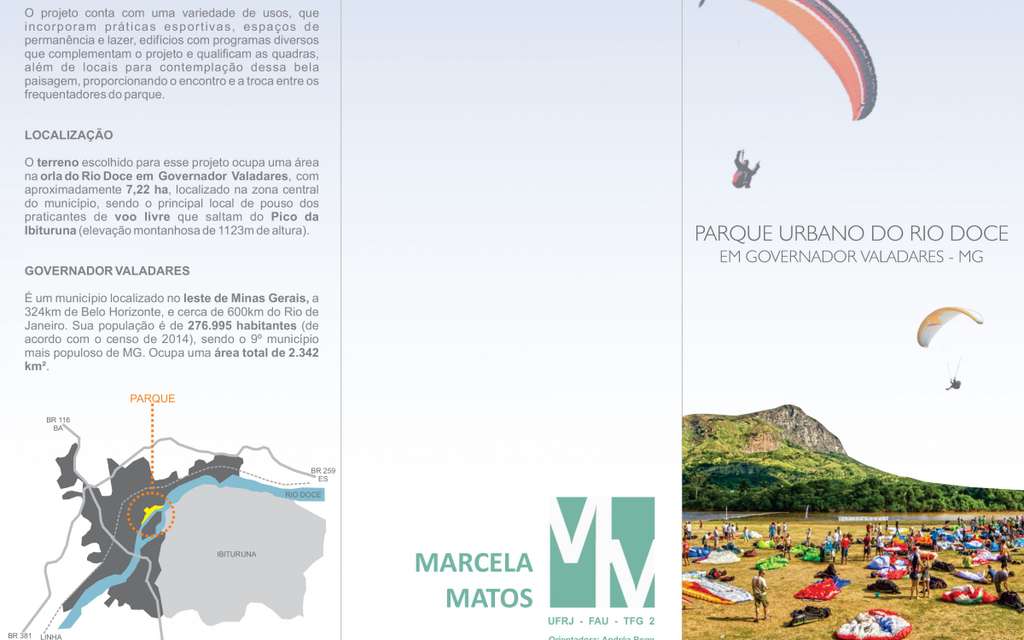 O projeto conta com uma variedade de usos, que
incorporam práticas esportivas, espaços de
permanência e lazer, edifícios com programas diversos
que complementam o projeto e qualificam as quadras,
além de locais para contemplação dessa bela
paisagem, proporcionando o encontro e a troca entre os
frequentadores do parque.
LOCALIZAÇÃO
O terreno escolhido para esse projeto ocupa uma área
na orla do Rio Doce em Governador Valadares, com
aproximadamente 7,22 ha, localizado na zona central
do município, sendo o principal local de pouso dos
praticantes de voo livre que saltam do Pico da
Ibituruna (elevação montanhosa de 1123m de altura).
GOVERNADOR VALADARES
É um município localizado no leste de Minas Gerais, a
324km de Belo Horizonte, e cerca de 600km do Rio de
Janeiro. Sua população é de 276.995 habitantes (de
acordo com o censo de 2014), sendo o 9º município
mais populoso de MG. Ocupa uma área total de 2.342
km².
PARQUE
BR 116
BA
BR 259
ES
RIO DOCE
IBITURUNA
BR 381
LINHA
MARCELA
MATOS
VM
UFRJ - FAU - TFG 2
Orientadora: Andréa
PARQUE URBANO DO RIO DOCE
EM GOVERNADOR VALADARES - MG